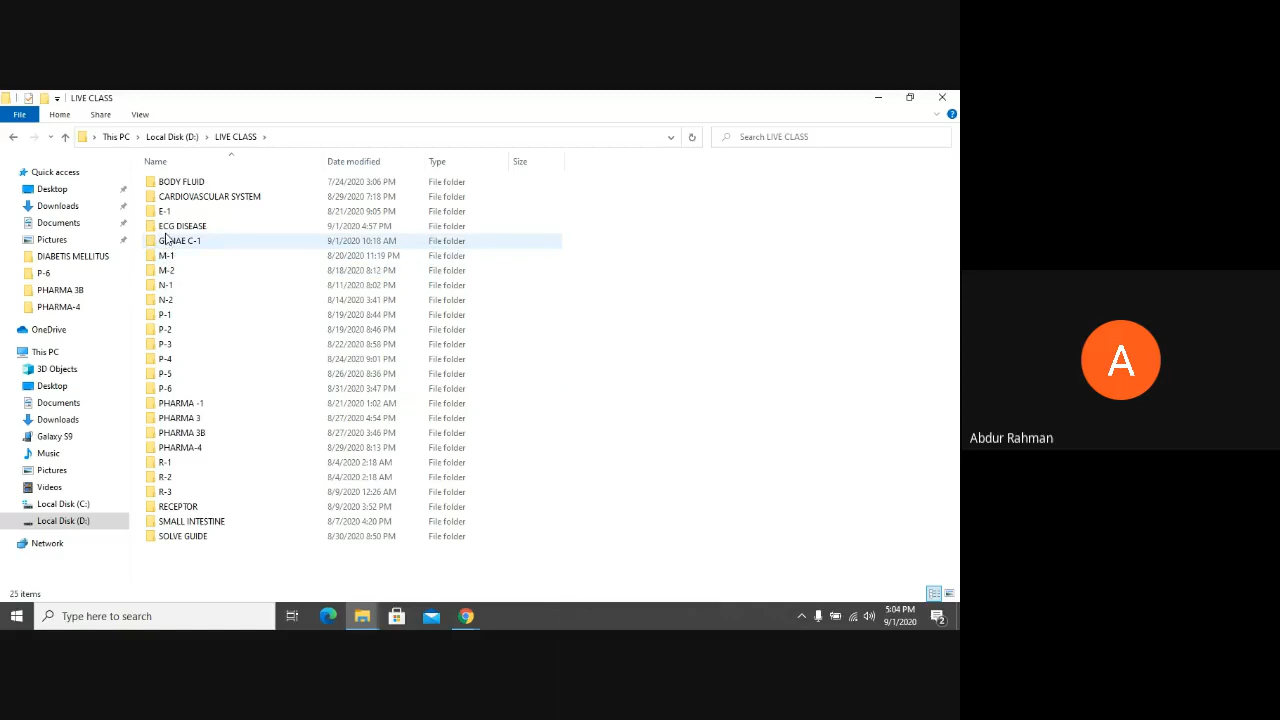 LIVE CLASS
File Home Share View
This PC Local Disk (D:) LIVE CLASS
Search LIVE CLASS
Name Date modified Type Size
Quick access
Desktop
Downloads
Documents
Pictures
DIABETIS MELLITUS
P-6
PHARMA 3B
PHARMA-4
OneDrive
This PC
3D Objects
Desktop
Documents
Downloads
Galaxy S9
Music
Pictures
Videos
Local Disk (C:)
Local Disk (D:)
Network
BODY FLUID 7/24/2020 3:06 PM File folder
CARDIOVASCULAR SYSTEM 8/29/2020 7:18 PM File folder
E-1 8/21/2020 9:05 PM File folder
ECG DISEASE 9/1/2020 4:57 PM File folder
C-1 9/1/2020 10:18 AM File folder
M-1 8/20/2020 11:19 PM File folder
M-2 8/18/2020 8:12 PM File folder
N-1 8/11/2020 8:02 PM File folder
N-2 8/14/2020 3:41 PM File folder
P-1 8/19/2020 8:44 PM File folder
P-2 8/19/2020 8:46 PM File folder
P-3 8/22/2020 8:58 PM File folder
P-4 8/24/2020 9:01 PM File folder
P-5 8/26/2020 8:36 PM File folder
P-6 8/31/2020 3:47 PM File folder
PHARMA -1 8/21/2020 1:02 AM File folder
PHARMA 3 8/27/2020 4:54 PM File folder
PHARMA 3B 8/27/2020 3:46 PM File folder
PHARMA-4 8/29/2020 8:13 PM File folder
R-1 8/4/2020 2:18 AM File folder
R-2 8/4/2020 2:18 AM File folder
R-3 8/9/2020 12:26 AM File folder
RECEPTOR 8/9/2020 3:52 PM File folder
SMALL INTESTINE 8/7/2020 4:20 PM File folder
SOLVE GUIDE 8/30/2020 8:50 PM File folder
25 items
Type here to search
5:04 PM
9/1/2020
2
A
Abdur Rahman